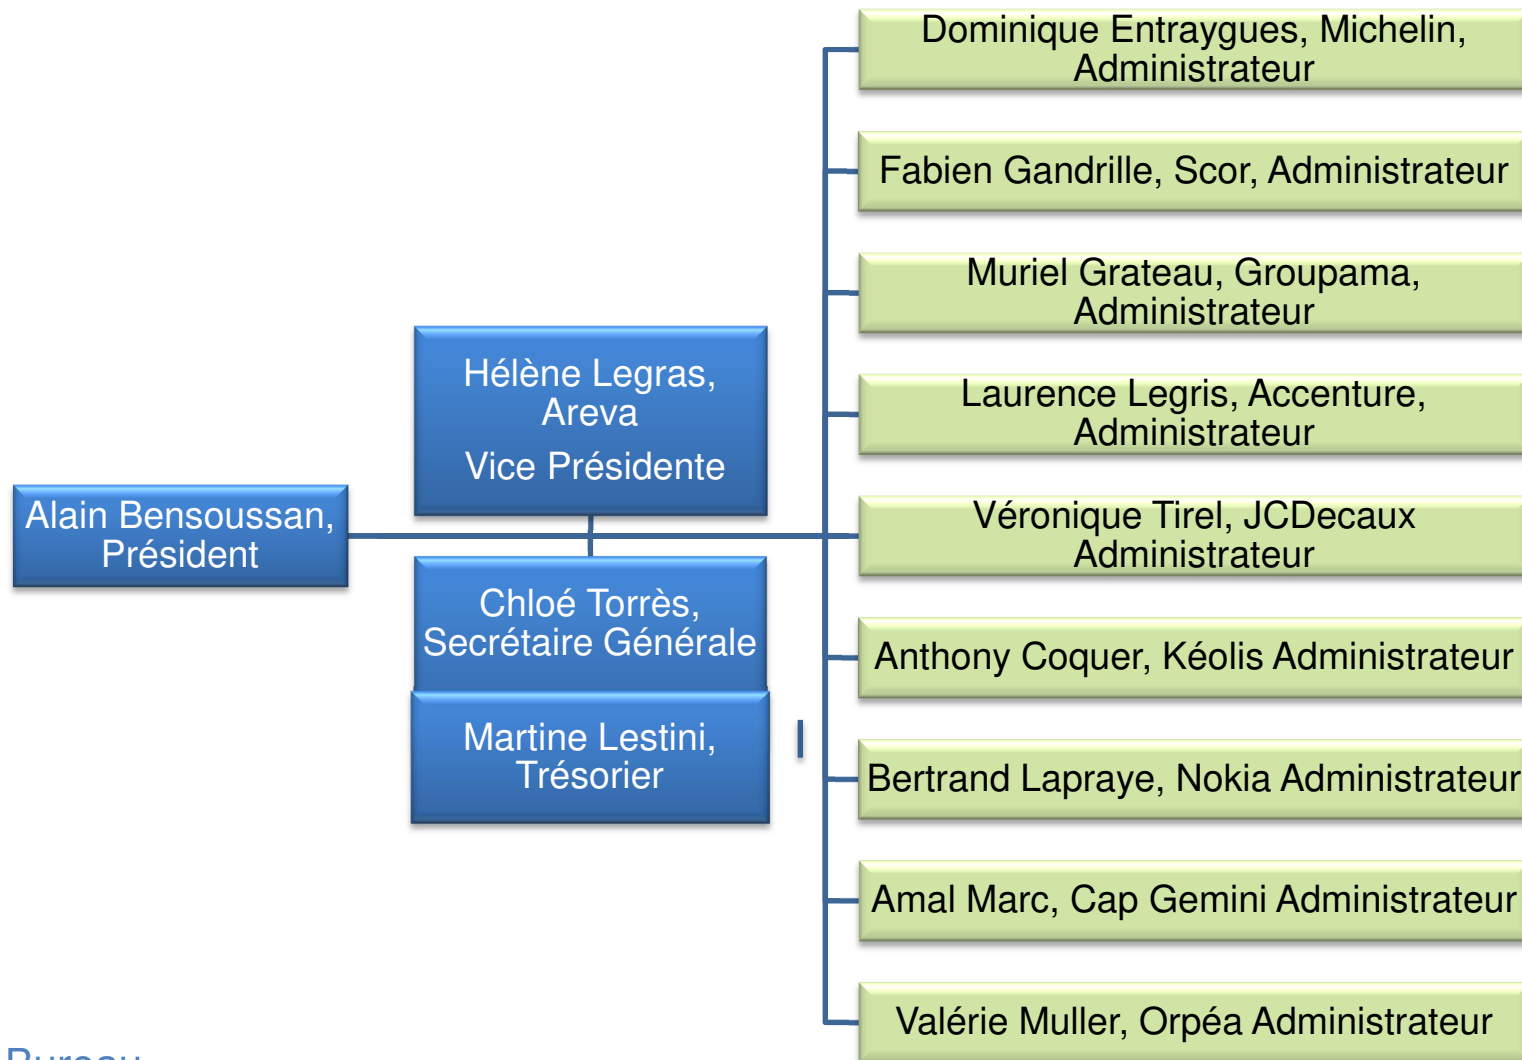 Alain Bensoussan,
Président
Hélène Legras,
Areva
Vice Présidente
Chloé Torrès,
Secrétaire Générale
Martine Lestini,
Trésorier
Dominique Entraygues, Michelin,
Administrateur
Fabien Gandrille, Scor, Administrateur
Muriel Grateau, Groupama,
Administrateur
Laurence Legris, Accenture,
Administrateur
Véronique Tirel, JCDecaux
Administrateur
Anthony Coquer, Kéolis Administrateur
Bertrand Lapraye, Nokia Administrateur
Amal Marc, Cap Gemini Administrateur
Valérie Muller, Orpéa Administrateur
Bureau